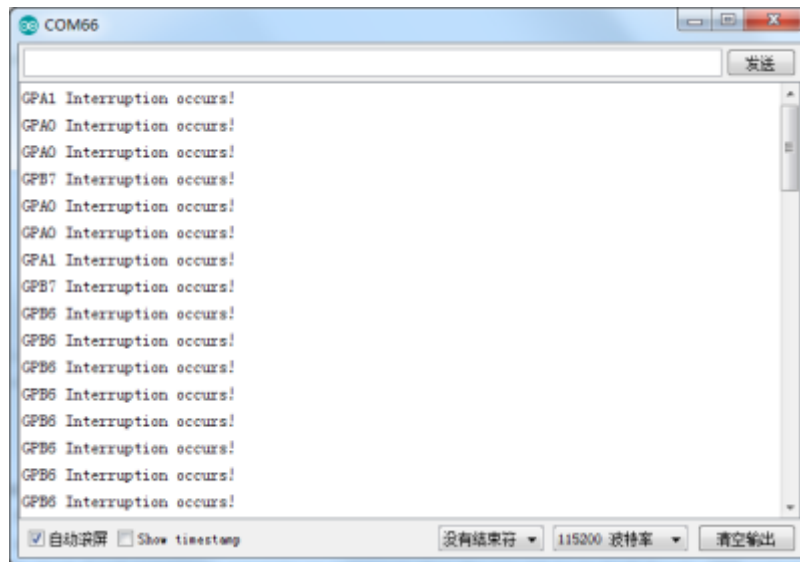 COM66
发送
GPA1 Interruption occurs!
GPA0 Interruption occurs!
GPA0 Interruption occurs!
GPB7 Interruption occurs!
GPA0 Interruption occurs!
GPA0 Interruption occurs!
GPA1 Interruption occurs!
GPB7 Interruption occurs!
GPB6 Interruption occurs!
GPB6 Interruption occurs!
GPB6 Interruption occurs!
GPB6 Interruption occurs!
GPB6 Interruption occurs!
GPB6 Interruption occurs!
GPB6 Interruption occurs!
GPB6 Interruption occurs!
自动滚屏 Show timestamp 没有结束符 115200 波特率 清空输出